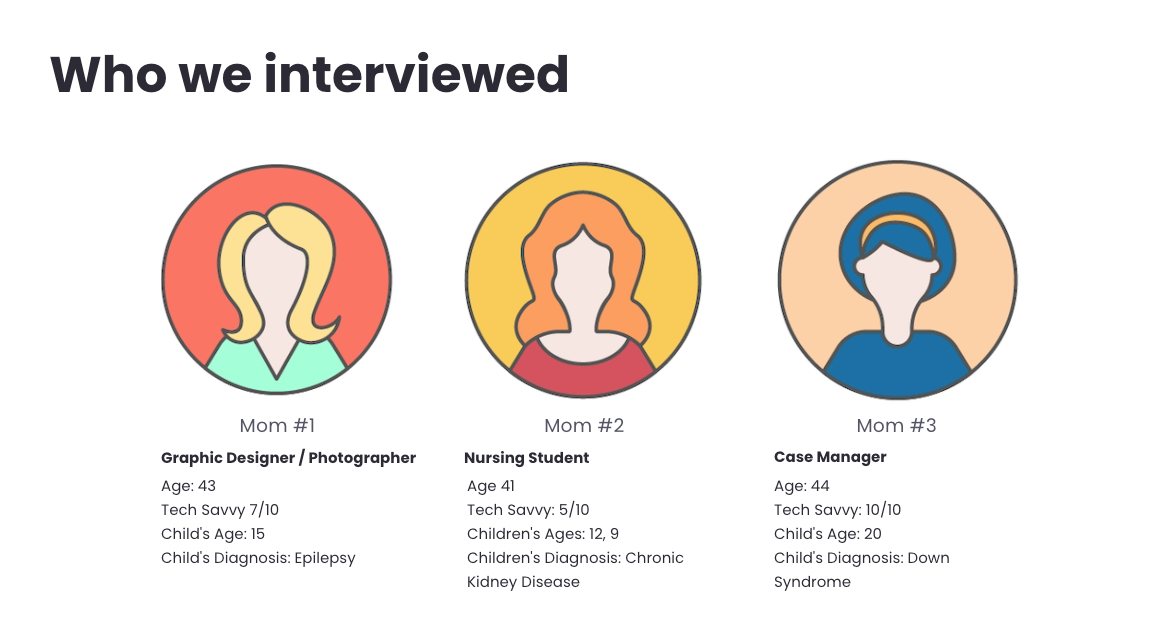 Who we interviewed
Mom #1
Graphic Designer / Photographer
Age: 43
Tech Savvy 7/10
Child's Age: 15
Child's Diagnosis: Epilepsy
Mom #2
Nursing Student
Age 41
Tech Savvy: 5/10
Children's Ages: 12, 9
Children's Diagnosis: Chronic
Kidney Disease
Mom #3
Case Manager
Age: 44
Tech Savvy: 10/10
Child's Age: 20
Child's Diagnosis: Down
Syndrome